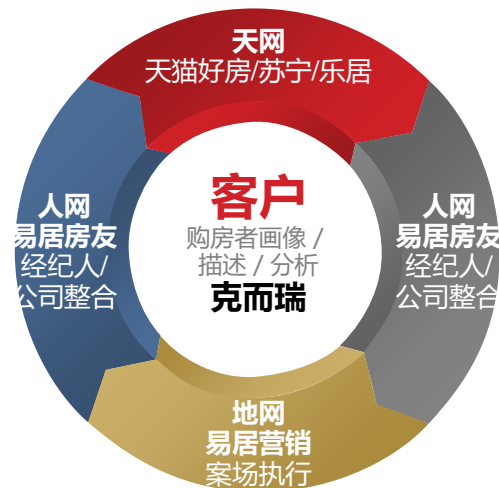 天网
天猫好房/苏宁/乐居
人网
易居房友
经纪人/
公司整合
客户
购房者画像 /
描述 / 分析
克而瑞
人网
易居房友
经纪人/
公司整合
地网
易居营销
案场执行